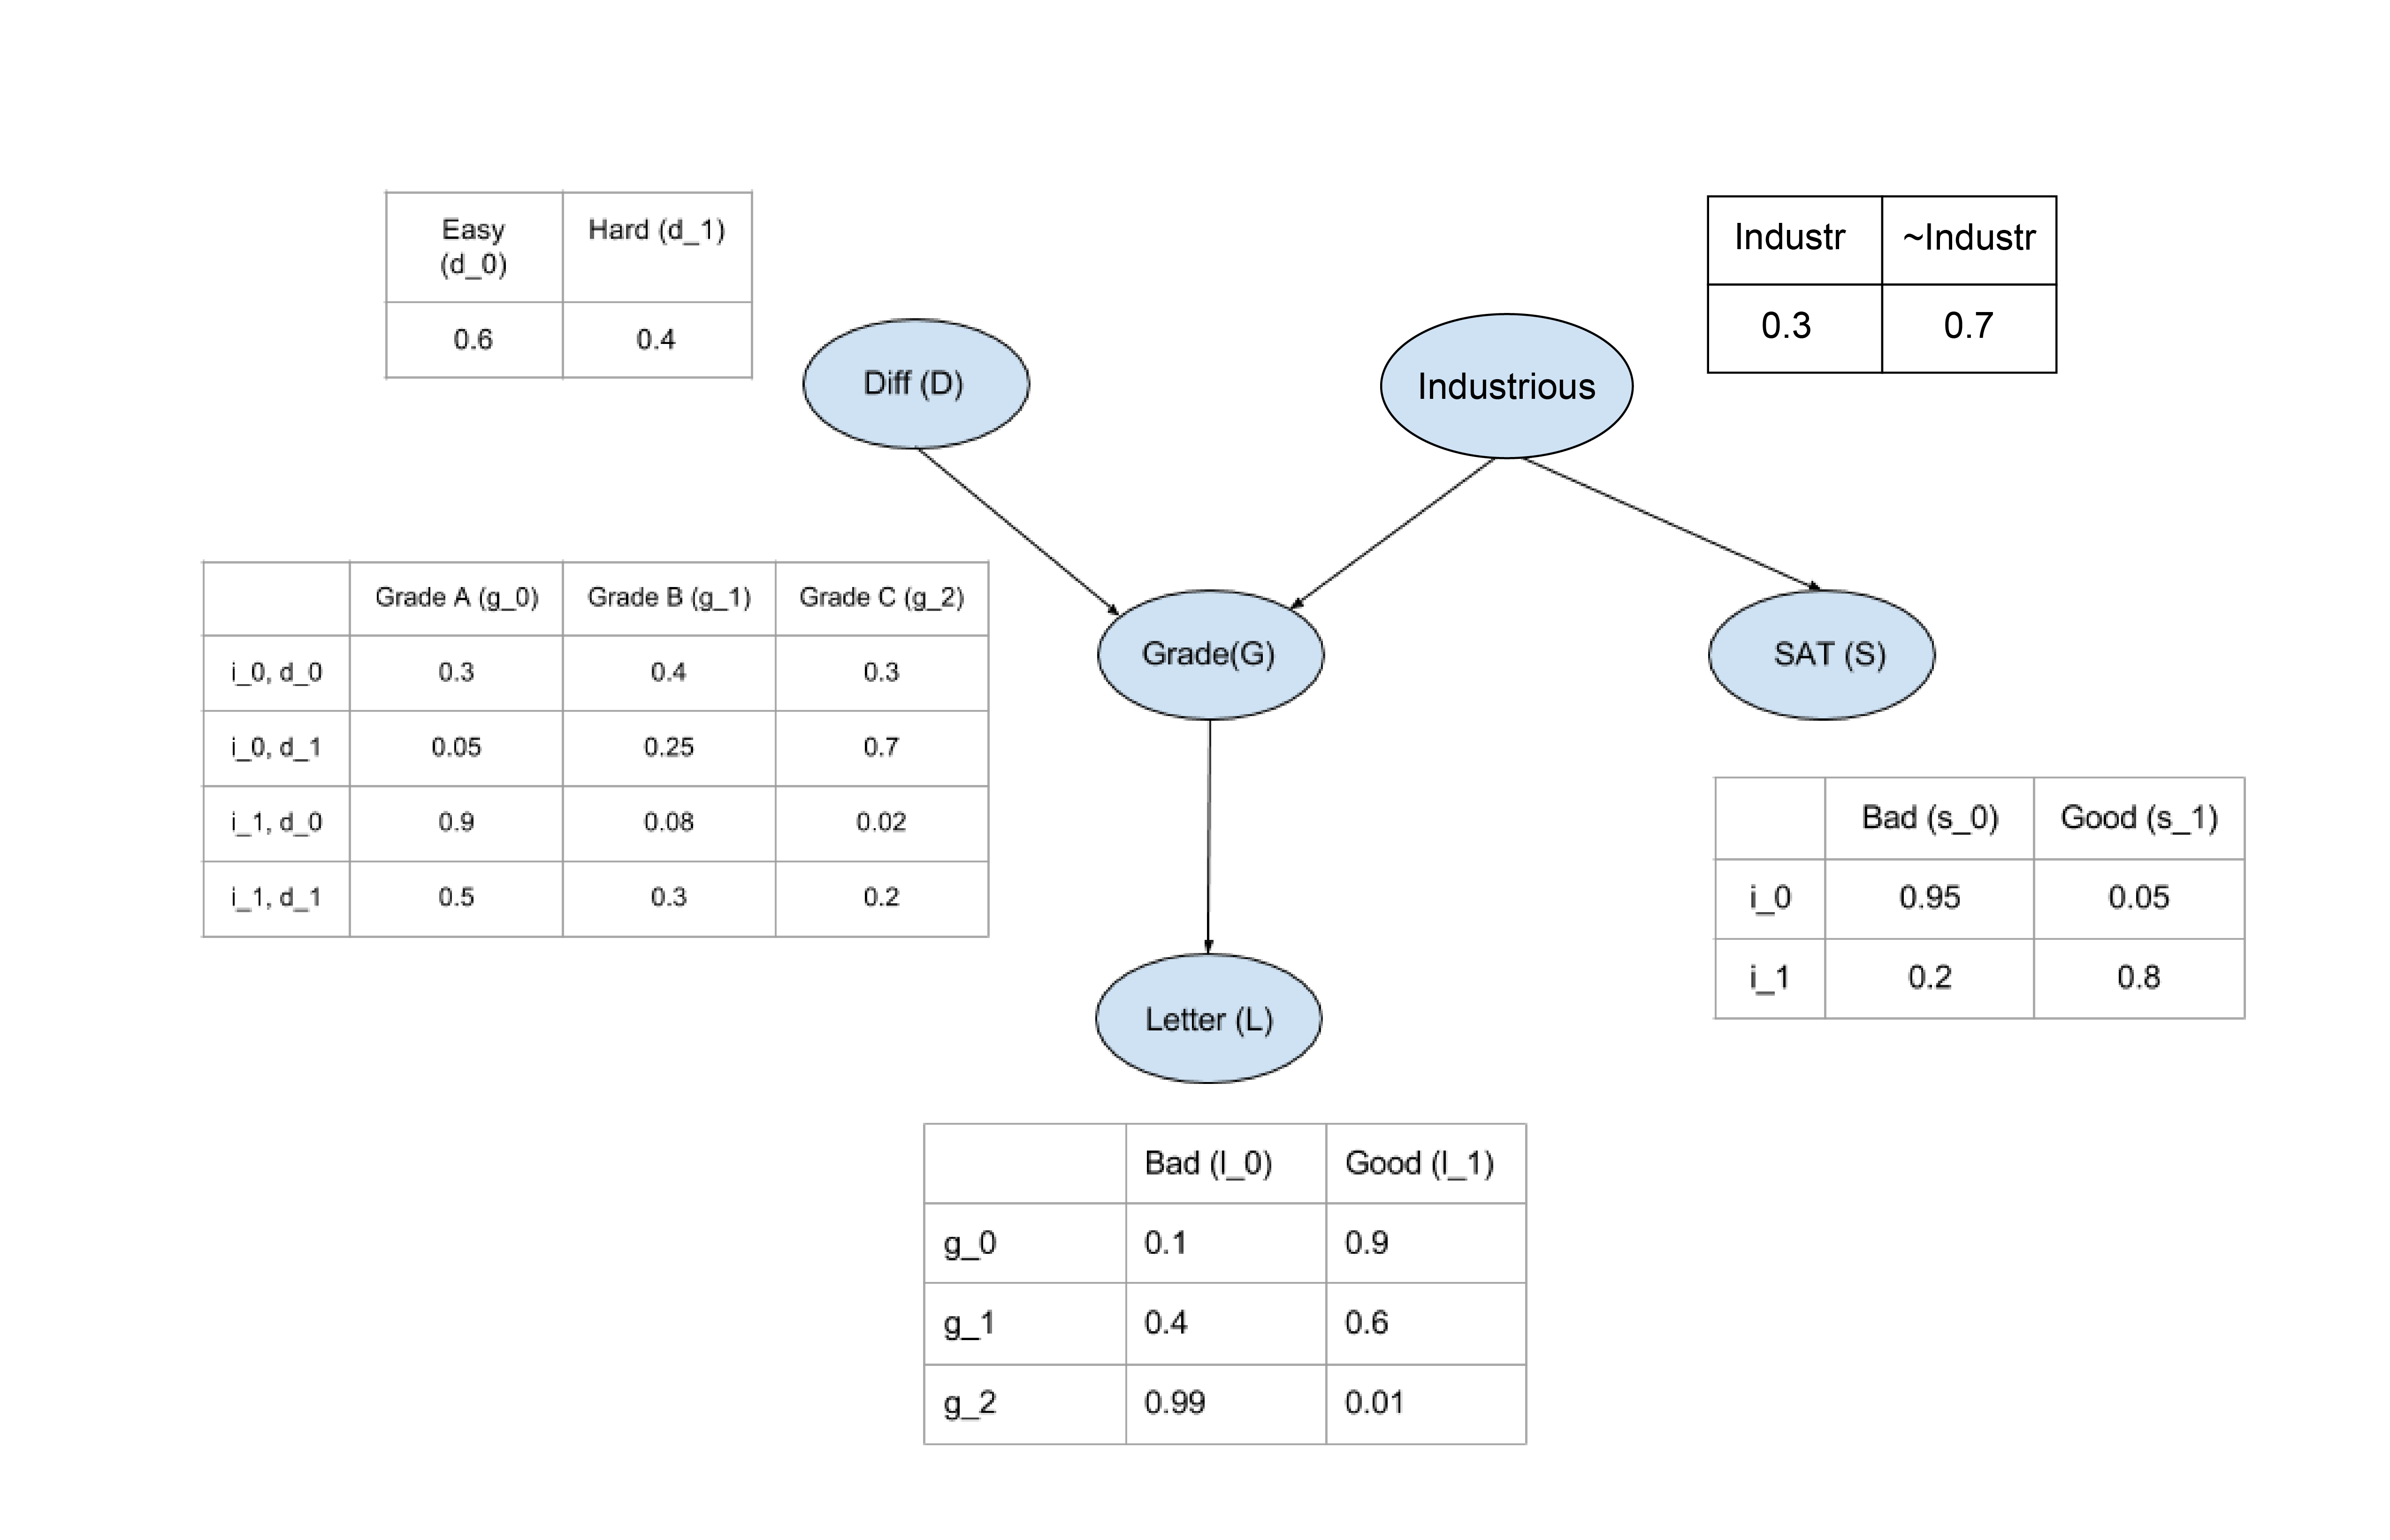 Easy (d_0) Hard (d_1)
0.6 0.4
Industr ~Industr
0.3 0.7
Diff (D)
Industrious
Grade A (g_0) Grade B (g_1) Grade C (g_2)
i_0, d_0 0.3 0.4 0.3
i_0, d_1 0.05 0.25 0.7
i_1, d_0 0.9 0.08 0.02
i_1, d_1 0.5 0.3 0.2
Grade(G)
SAT (S)
Bad (s_0) Good (s_1)
i_0 0.95 0.05
i_1 0.2 0.8
Letter (L)
Bad (l_0) Good (l_1)
g_0 0.1 0.9
g_1 0.4 0.6
g_2 0.99 0.01